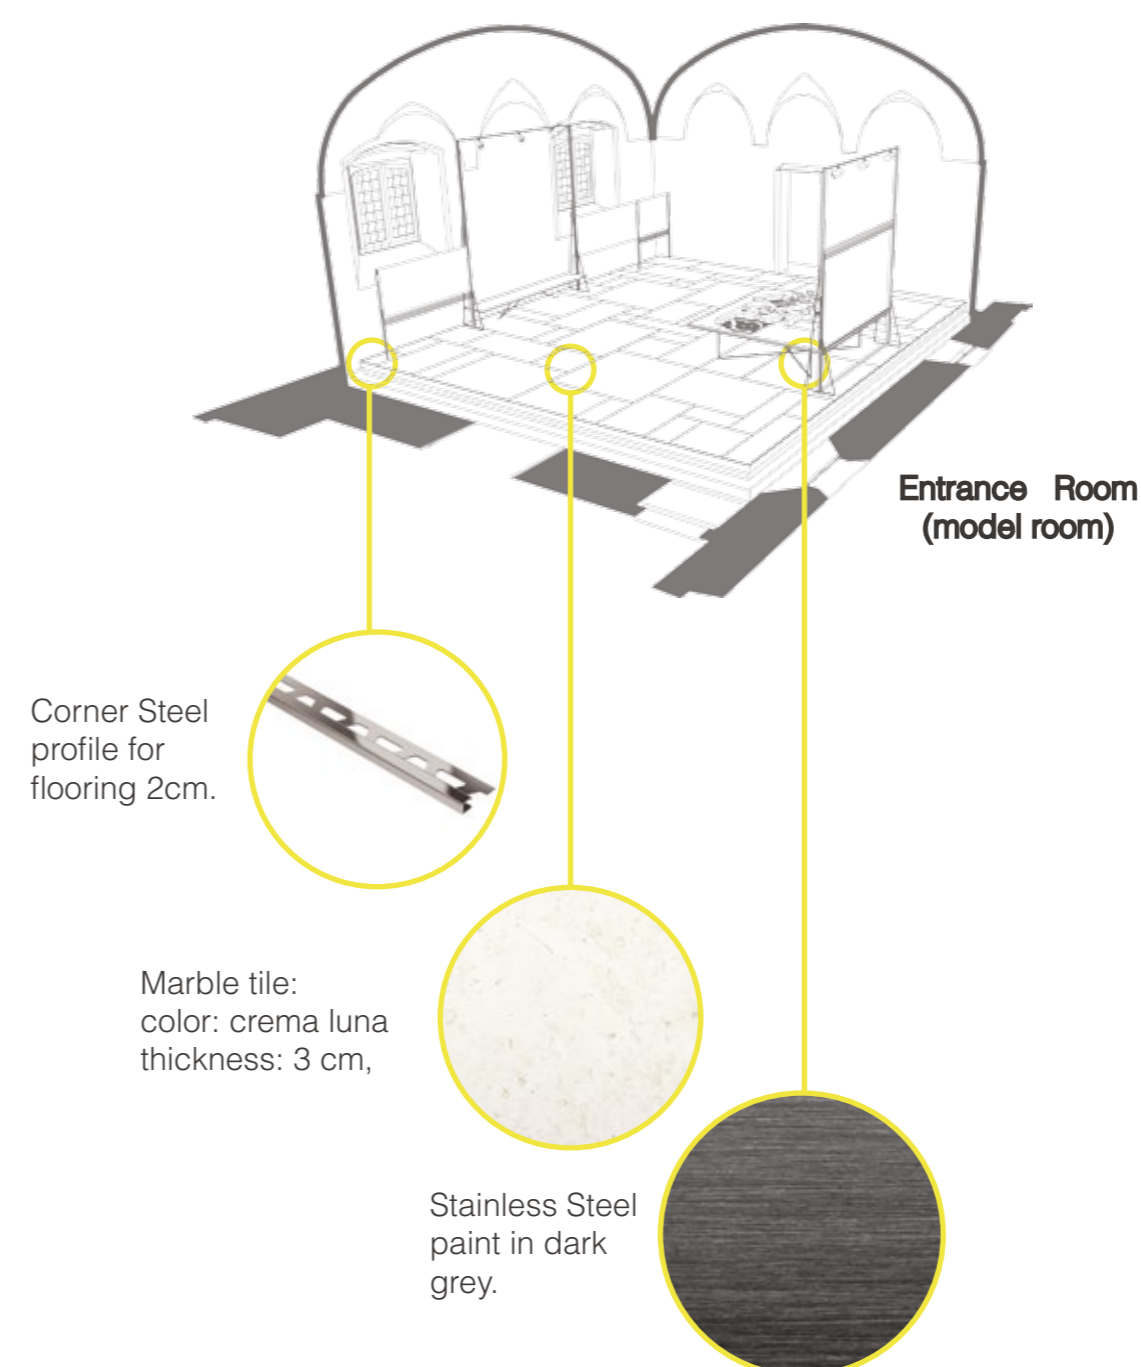 Entrance Room
(model room)
Corner Steel
profile for
flooring 2cm.
Marble tile:
color: crema luna
thickness: 3 cm,
Stainless Steel
paint in dark
grey.